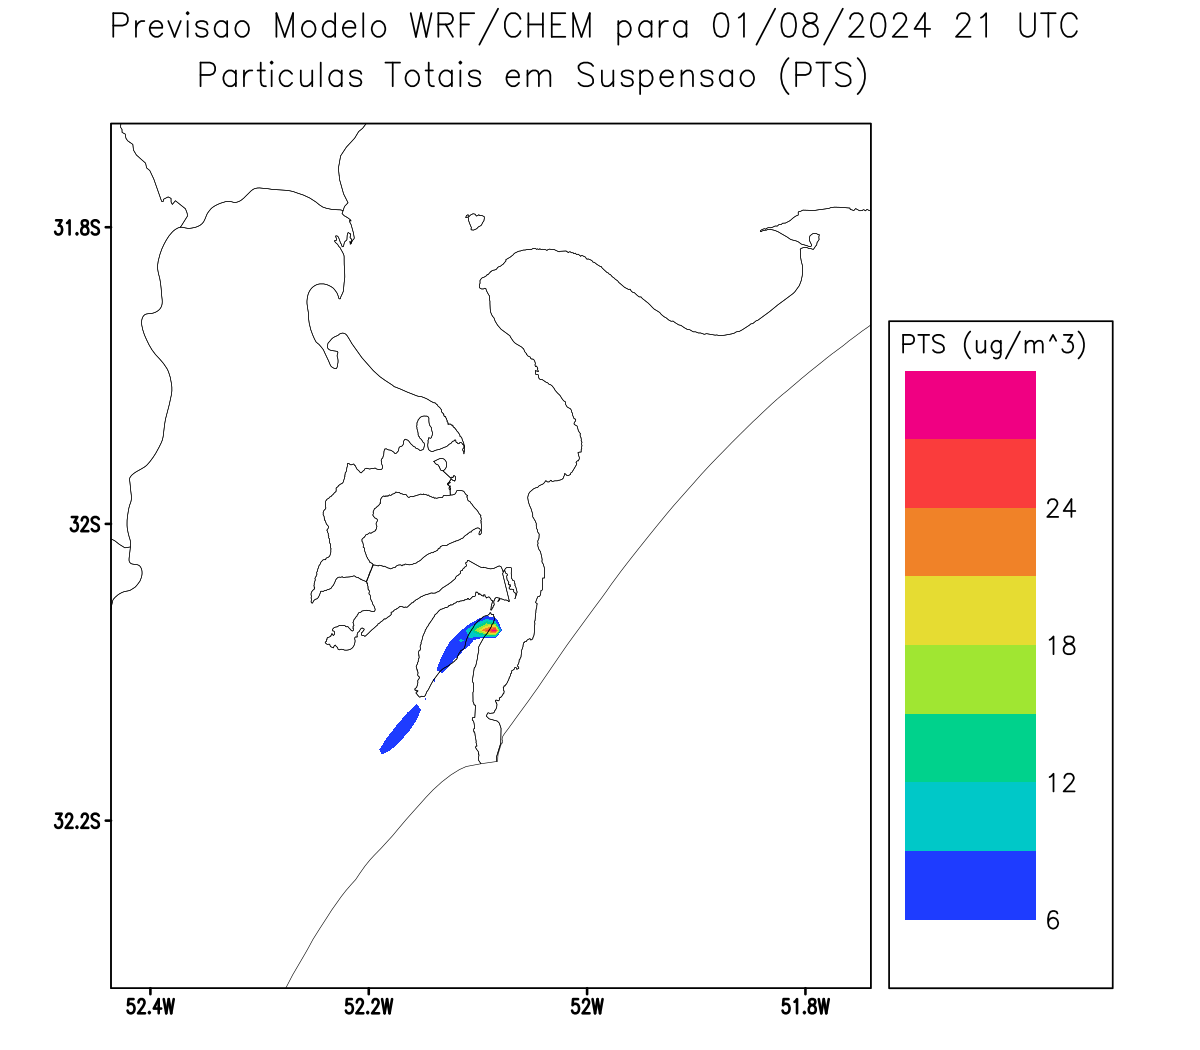 Previsao Modelo WRF/CHEM para 01/08/2024 21 UTC
Particulas Totais em Suspensao (PTS)
31.8S
32S
32.2S
52.4W
52.2W
52W
51.8W
PTS (ug/m^3)
24
18
12
6